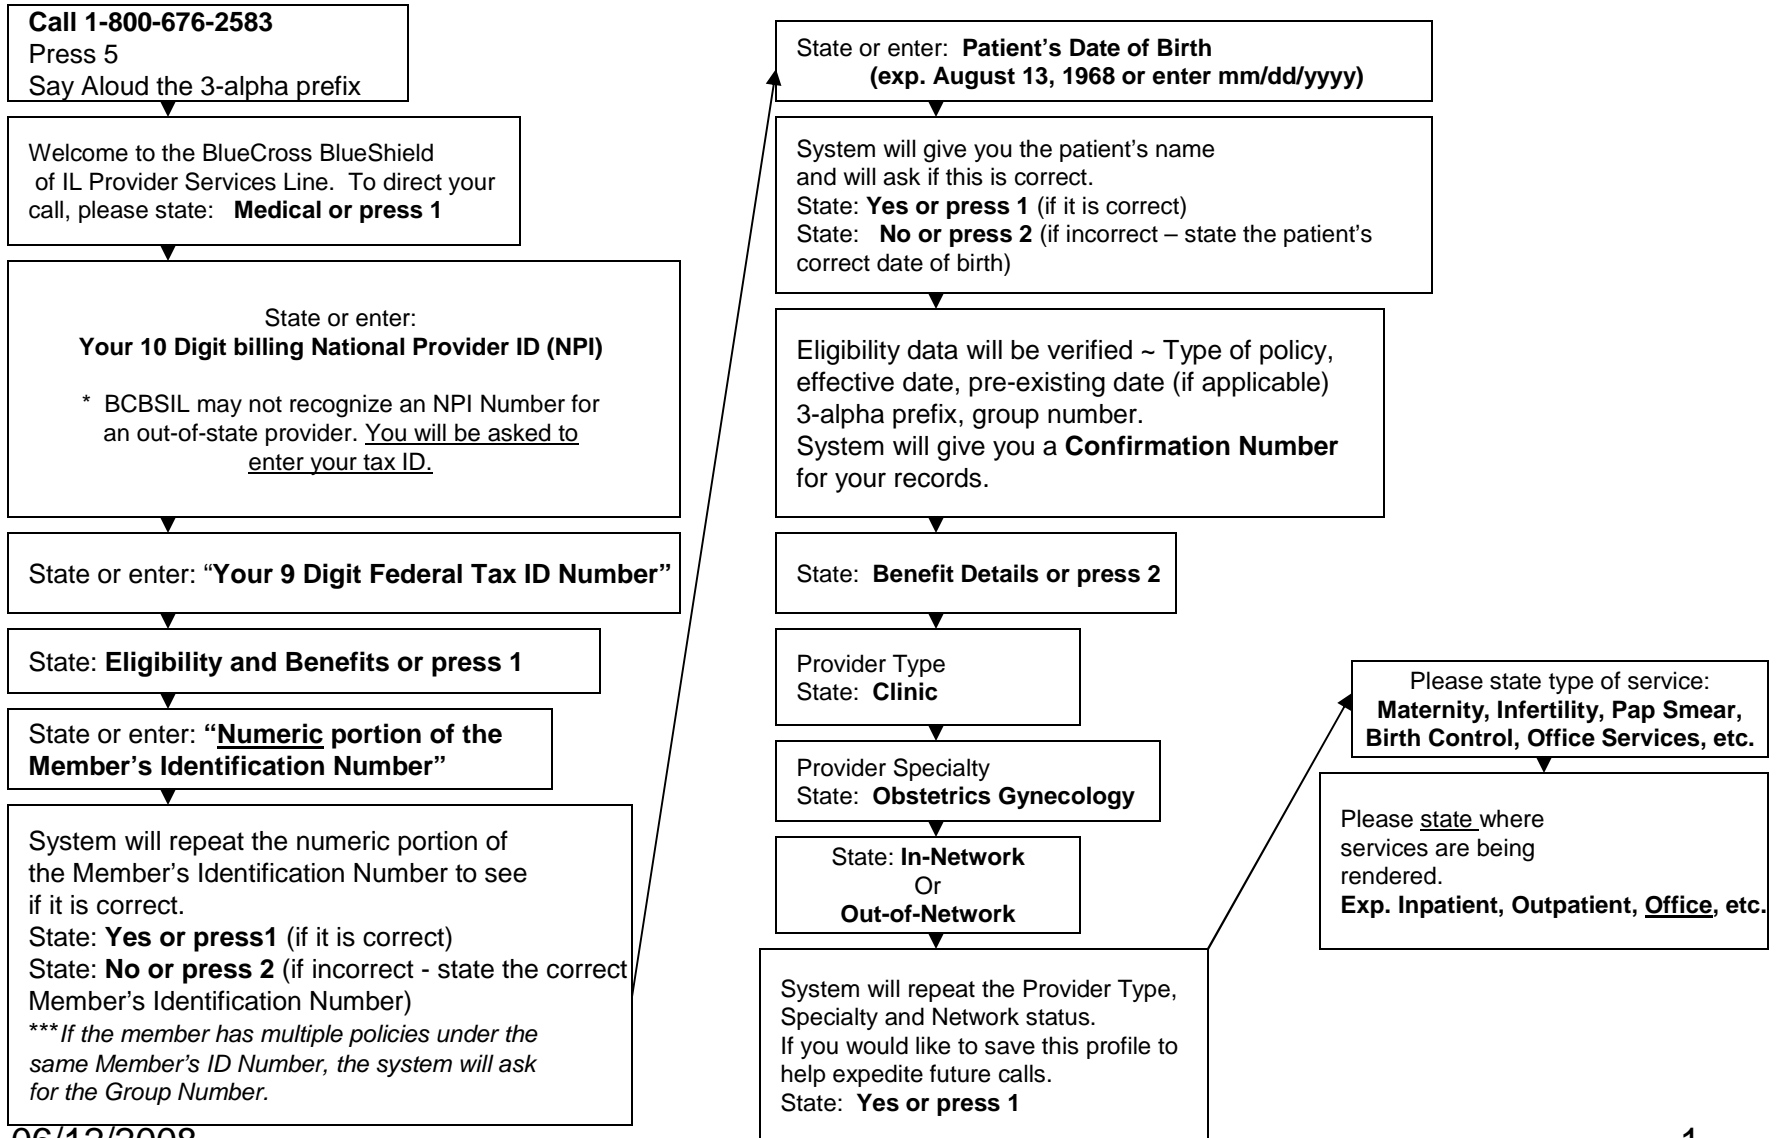 Call 1-800-676-2583
Press 5
Say Aloud the 3-alpha prefix
Welcome to the BlueCross BlueShield
of IL Provider Services Line. To direct your
call, please state: Medical or press 1
State or enter:
Your 10 Digit billing National Provider ID (NPI)
* BCBSIL may not recognize an NPI Number for
an out-of-state provider. You will be asked to
enter your tax ID.
State or enter: “Your 9 Digit Federal Tax ID Number”
State: Eligibility and Benefits or press 1
State or enter: “Numeric portion of the
Member’s Identification Number”
System will repeat the numeric portion of
the Member’s Identification Number to see
if it is correct.
State: Yes or press1 (if it is correct)
State: No or press 2 (if incorrect - state the correct
Member’s Identification Number)
***If the member has multiple policies under the
same Member’s ID Number, the system will ask
for the Group Number.
State or enter: Patient’s Date of Birth
(exp. August 13, 1968 or enter mm/dd/yyyy)
System will give you the patient’s name
and will ask if this is correct.
State: Yes or press 1 (if it is correct)
State: No or press 2 (if incorrect – state the patient’s
correct date of birth)
Eligibility data will be verified ~ Type of policy,
effective date, pre-existing date (if applicable)
3-alpha prefix, group number.
System will give you a Confirmation Number
for your records.
State: Benefit Details or press 2
Provider Type
State: Clinic
Provider Specialty
State: Obstetrics Gynecology
State: In-Network
Or
Out-of-Network
System will repeat the Provider Type,
Specialty and Network status.
If you would like to save this profile to
help expedite future calls.
State: Yes or press 1
Please state type of service:
Maternity, Infertility, Pap Smear,
Birth Control, Office Services, etc.
Please state where
services are being
rendered.
Exp. Inpatient, Outpatient, Office, etc.
1